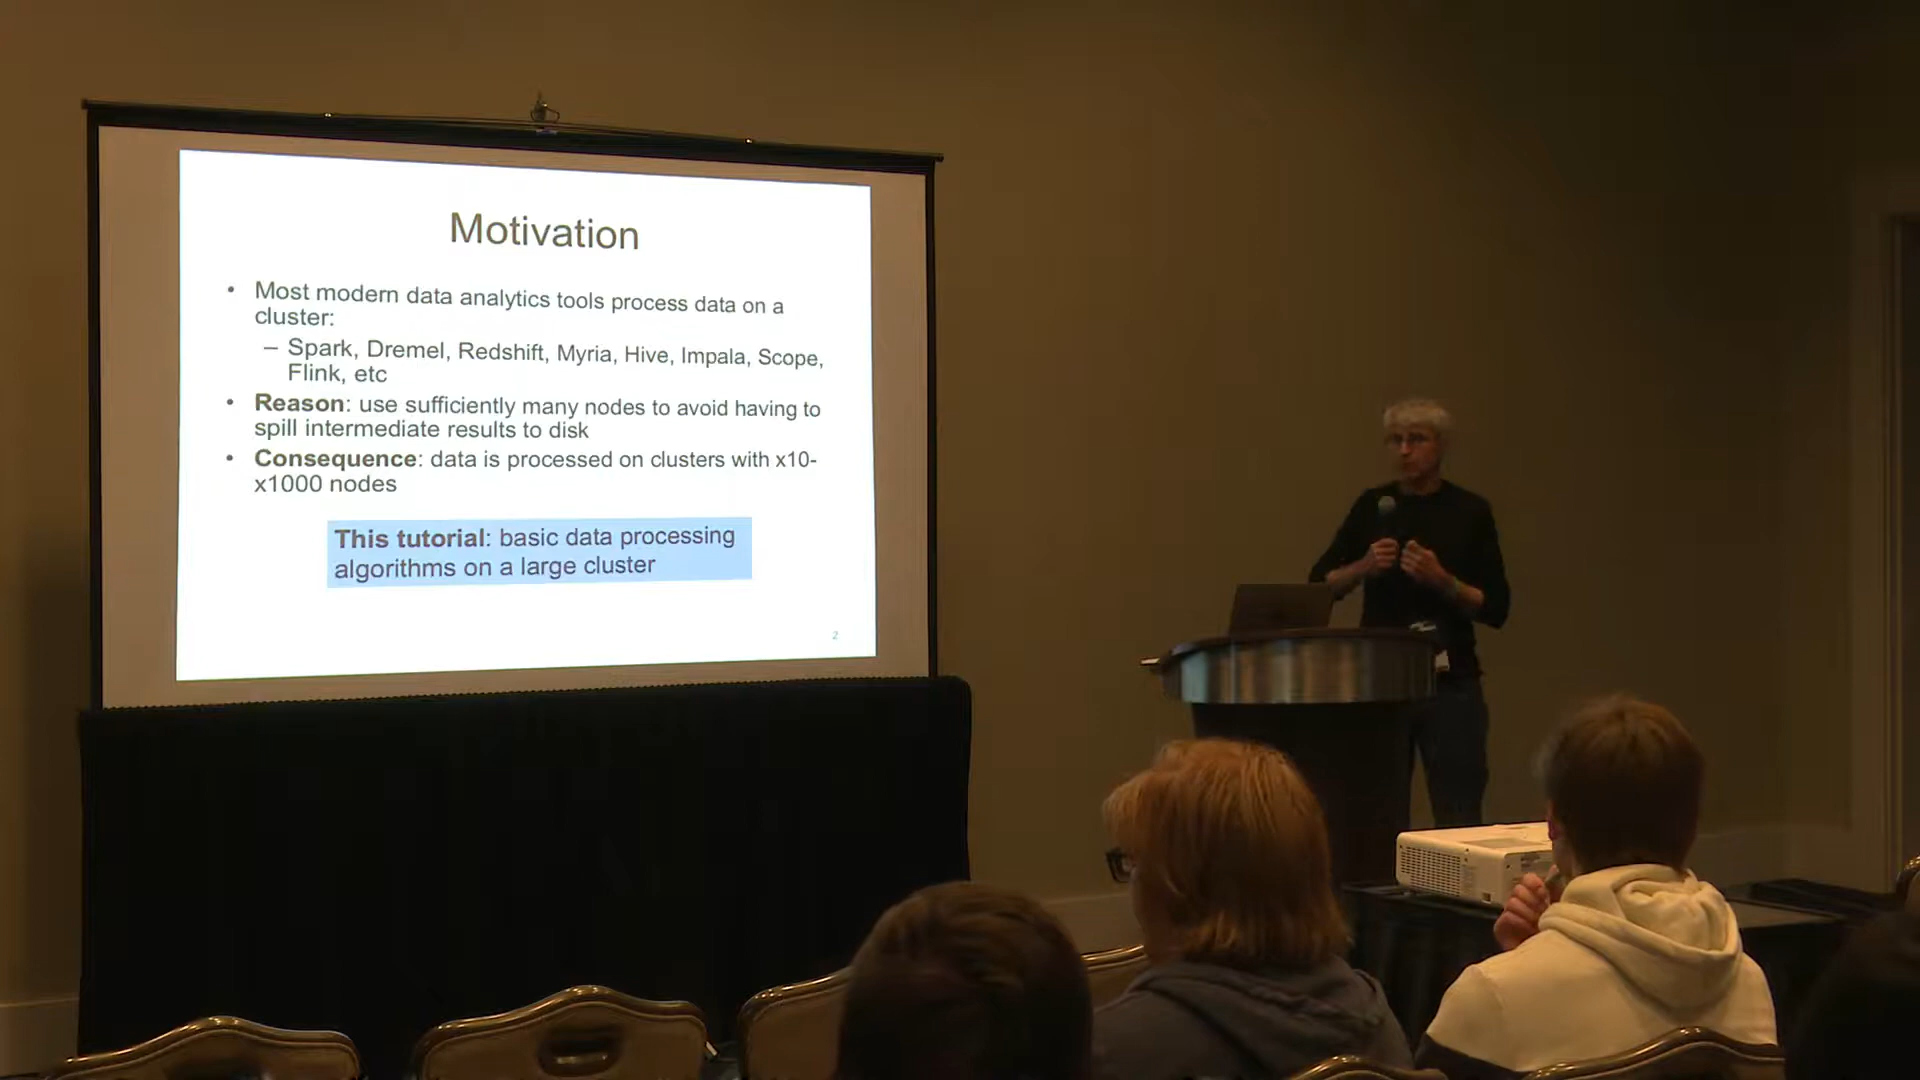 Motivation
• Most modern data analytics tools process data on a
cluster:
– Spark, Dremel, Redshift, Myria, Hive, Impala, Scope,
Flink, etc
• Reason: use sufficiently many nodes to avoid having to
spill intermediate results to disk
• Consequence: data is processed on clusters with x10-
x1000 nodes
This tutorial: basic data processing
algorithms on a large cluster
2